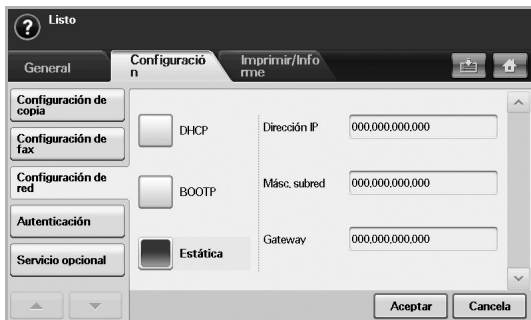 ? Listo
General
Configuració
n
Imprimir/Info
rme
Configuración de
copia
Configuración de
fax
Configuración de
red
Autenticación
Servicio opcional
DHCP
BOOTP
Estática
Dirección IP
000,000,000,000
Másc. subred
000,000,000,000
Gateway
000,000,000,000
Aceptar
Cancela